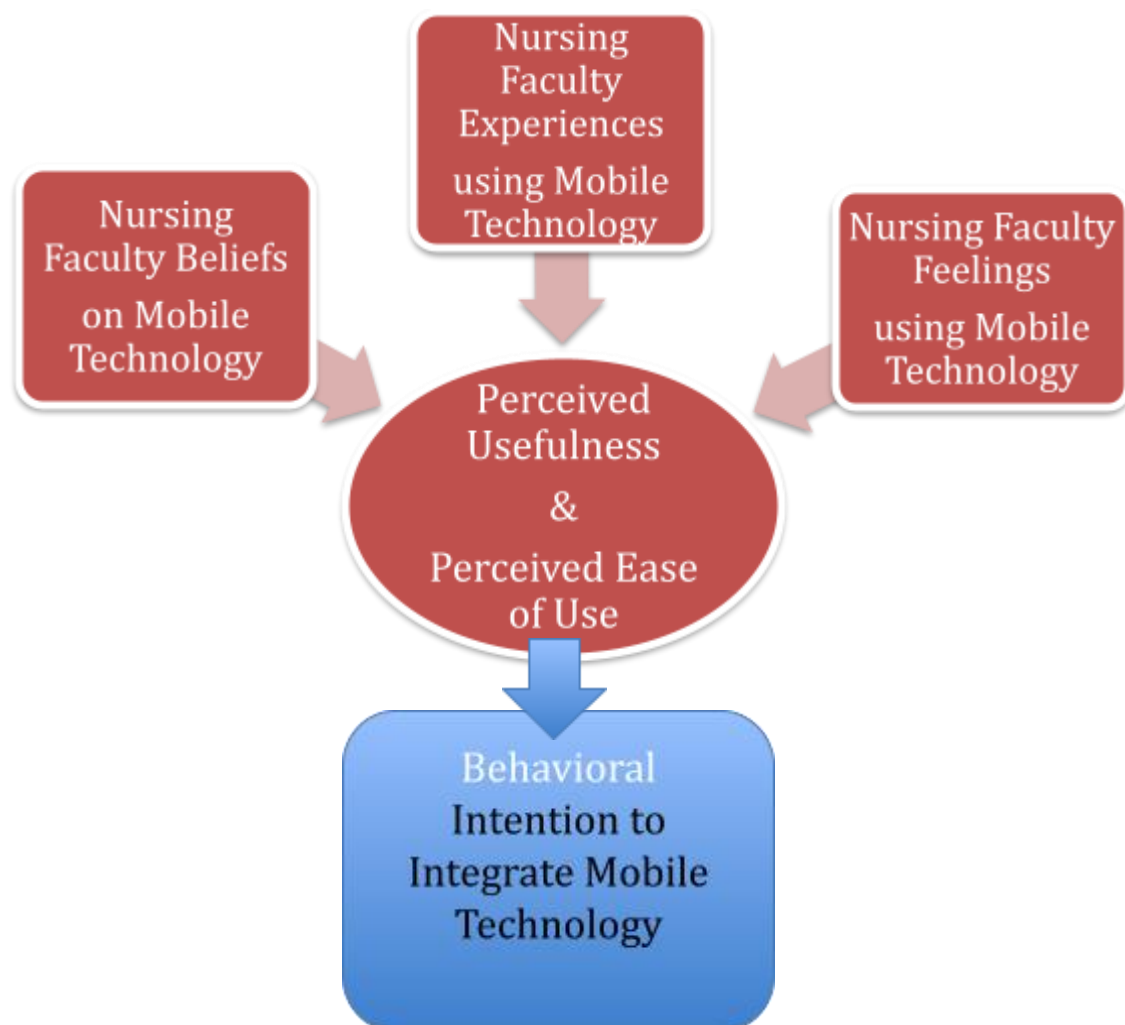 Nursing
Faculty
Experiences
using Mobile
Technology
Nursing
Faculty Beliefs
on Mobile
Technology
Nursing Faculty
Feelings
using Mobile
Technology
Perceived
Usefulness
&
Perceived Ease
of Use
Behavioral
Intention to
Integrate Mobile
Technology